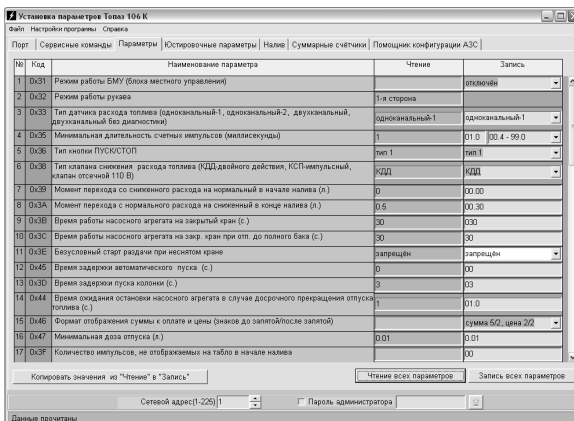 Установка параметров Топаз 106 К
Файл Настройки программы Справка
Порт Сервисные команды Параметры Юстировочные параметры Налив Суммарные счётчики Помощник конфигурации АЗС
№ Код Наименование параметра Чтение Запись
1 0x31 Режим работы БМУ (блока местного управления) отключён
2 0x32 Режим работы рукава 1-я сторона
3 0x33 Тип датчика расхода топлива (одноканальный-1, одноканальный-2, двухканальный, двухканальный без диагностики) одноканальный-1 одноканальный-1
4 0x35 Минимальная длительность счетных импульсов (миллисекунды) 1 01.0 00.4 - 99.0
5 0x36 Тип кнопки ПУСК/СТОП тип 1 тип 1
6 0x38 Тип клапана снижения расхода топлива (КДД-двойного действия, КСП-импульсный, клапан отсечной 110 В) КДД КДД
7 0x39 Момент перехода со сниженного расхода на нормальный в начале налива (л.) 0 00.00
8 0x3A Момент перехода с нормального расхода на сниженный в конце налива (л.) 0.5 00.30
9 0x3B Время работы насосного агрегата на закрытый кран (с.) 30 030
10 0x3C Время работы насосного агрегата на закр. кран при отп. до полного бака (с.) 30 30
11 0x3E Безусловный старт раздачи при неснятом кране запрещён запрещён
12 0x45 Время задержки автоматического пуска (с.) 0 00
13 0x3D Время задержки пуска колонки (с.) 3 03
14 0x44 Время ожидания остановки насосного агрегата в случае досрочного прекращения отпуска топлива (с.) 1 01.0
15 0x46 Формат отображения суммы к оплате и цены (знаков до запятой/после запятой) сумма 5/2, цена 2/2
16 0x47 Минимальная доза отпуска (л.) 0.01 0.01
17 0x3F Количество импульсов, не отображаемых на табло в начале налива 00
Копировать значения из "Чтение" в "Запись" Чтение всех параметров Запись всех параметров
Сетевой адрес(1-225) 1 Пароль администратора
Данные прочитаны